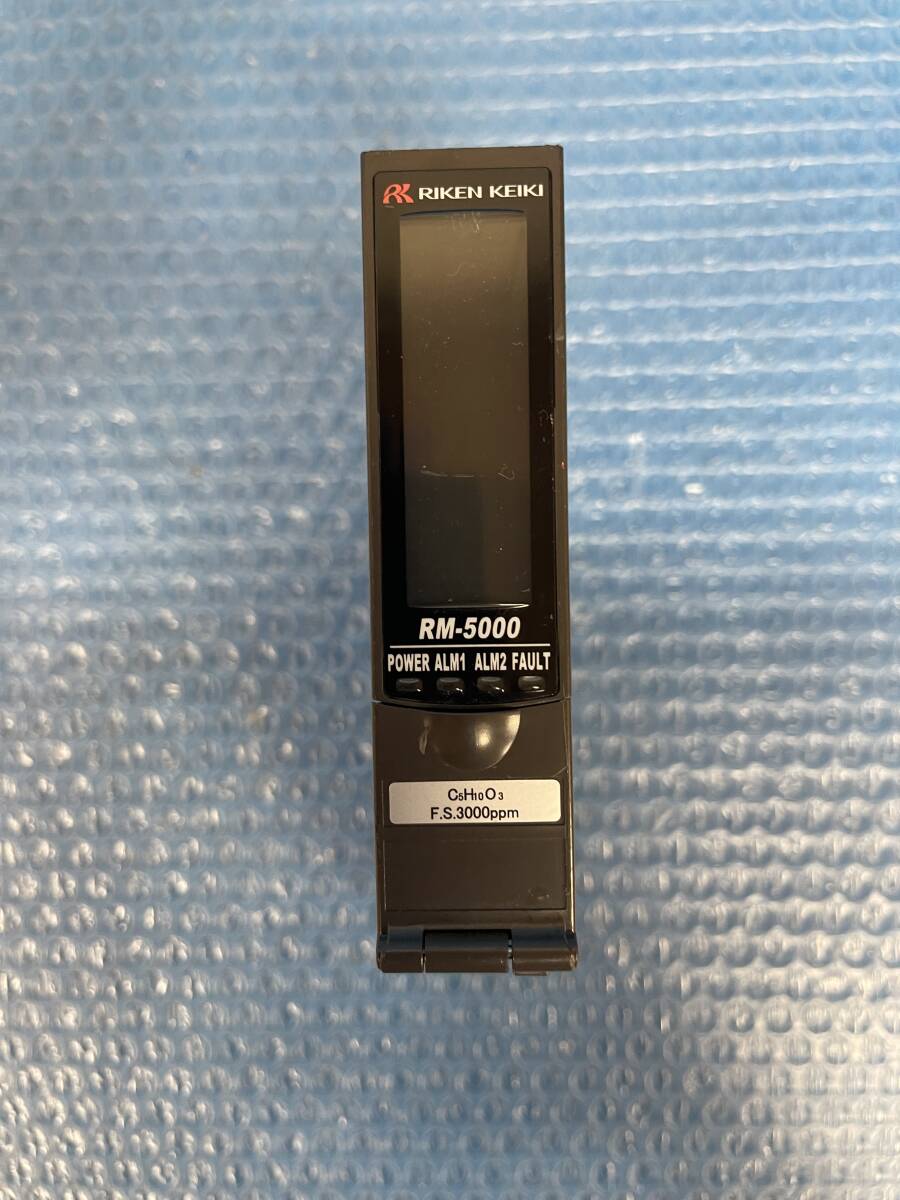 RIKEN KEIKI
RM-5000
POWER ALM1 ALM2 FAULT
C5H10O3
F.S.3000ppm